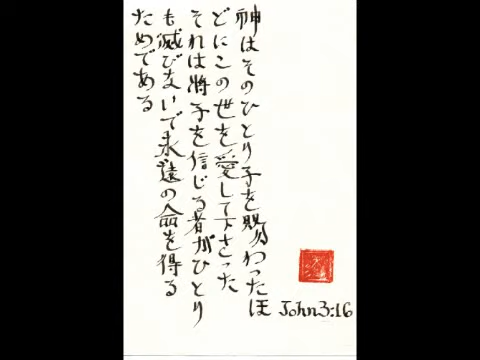 神はそのひとり子を賜わったほ
どにこの世を愛して下さった
それは將子を信じる者がひとり
も滅びないで永遠の命を得る
ためである
John3:16